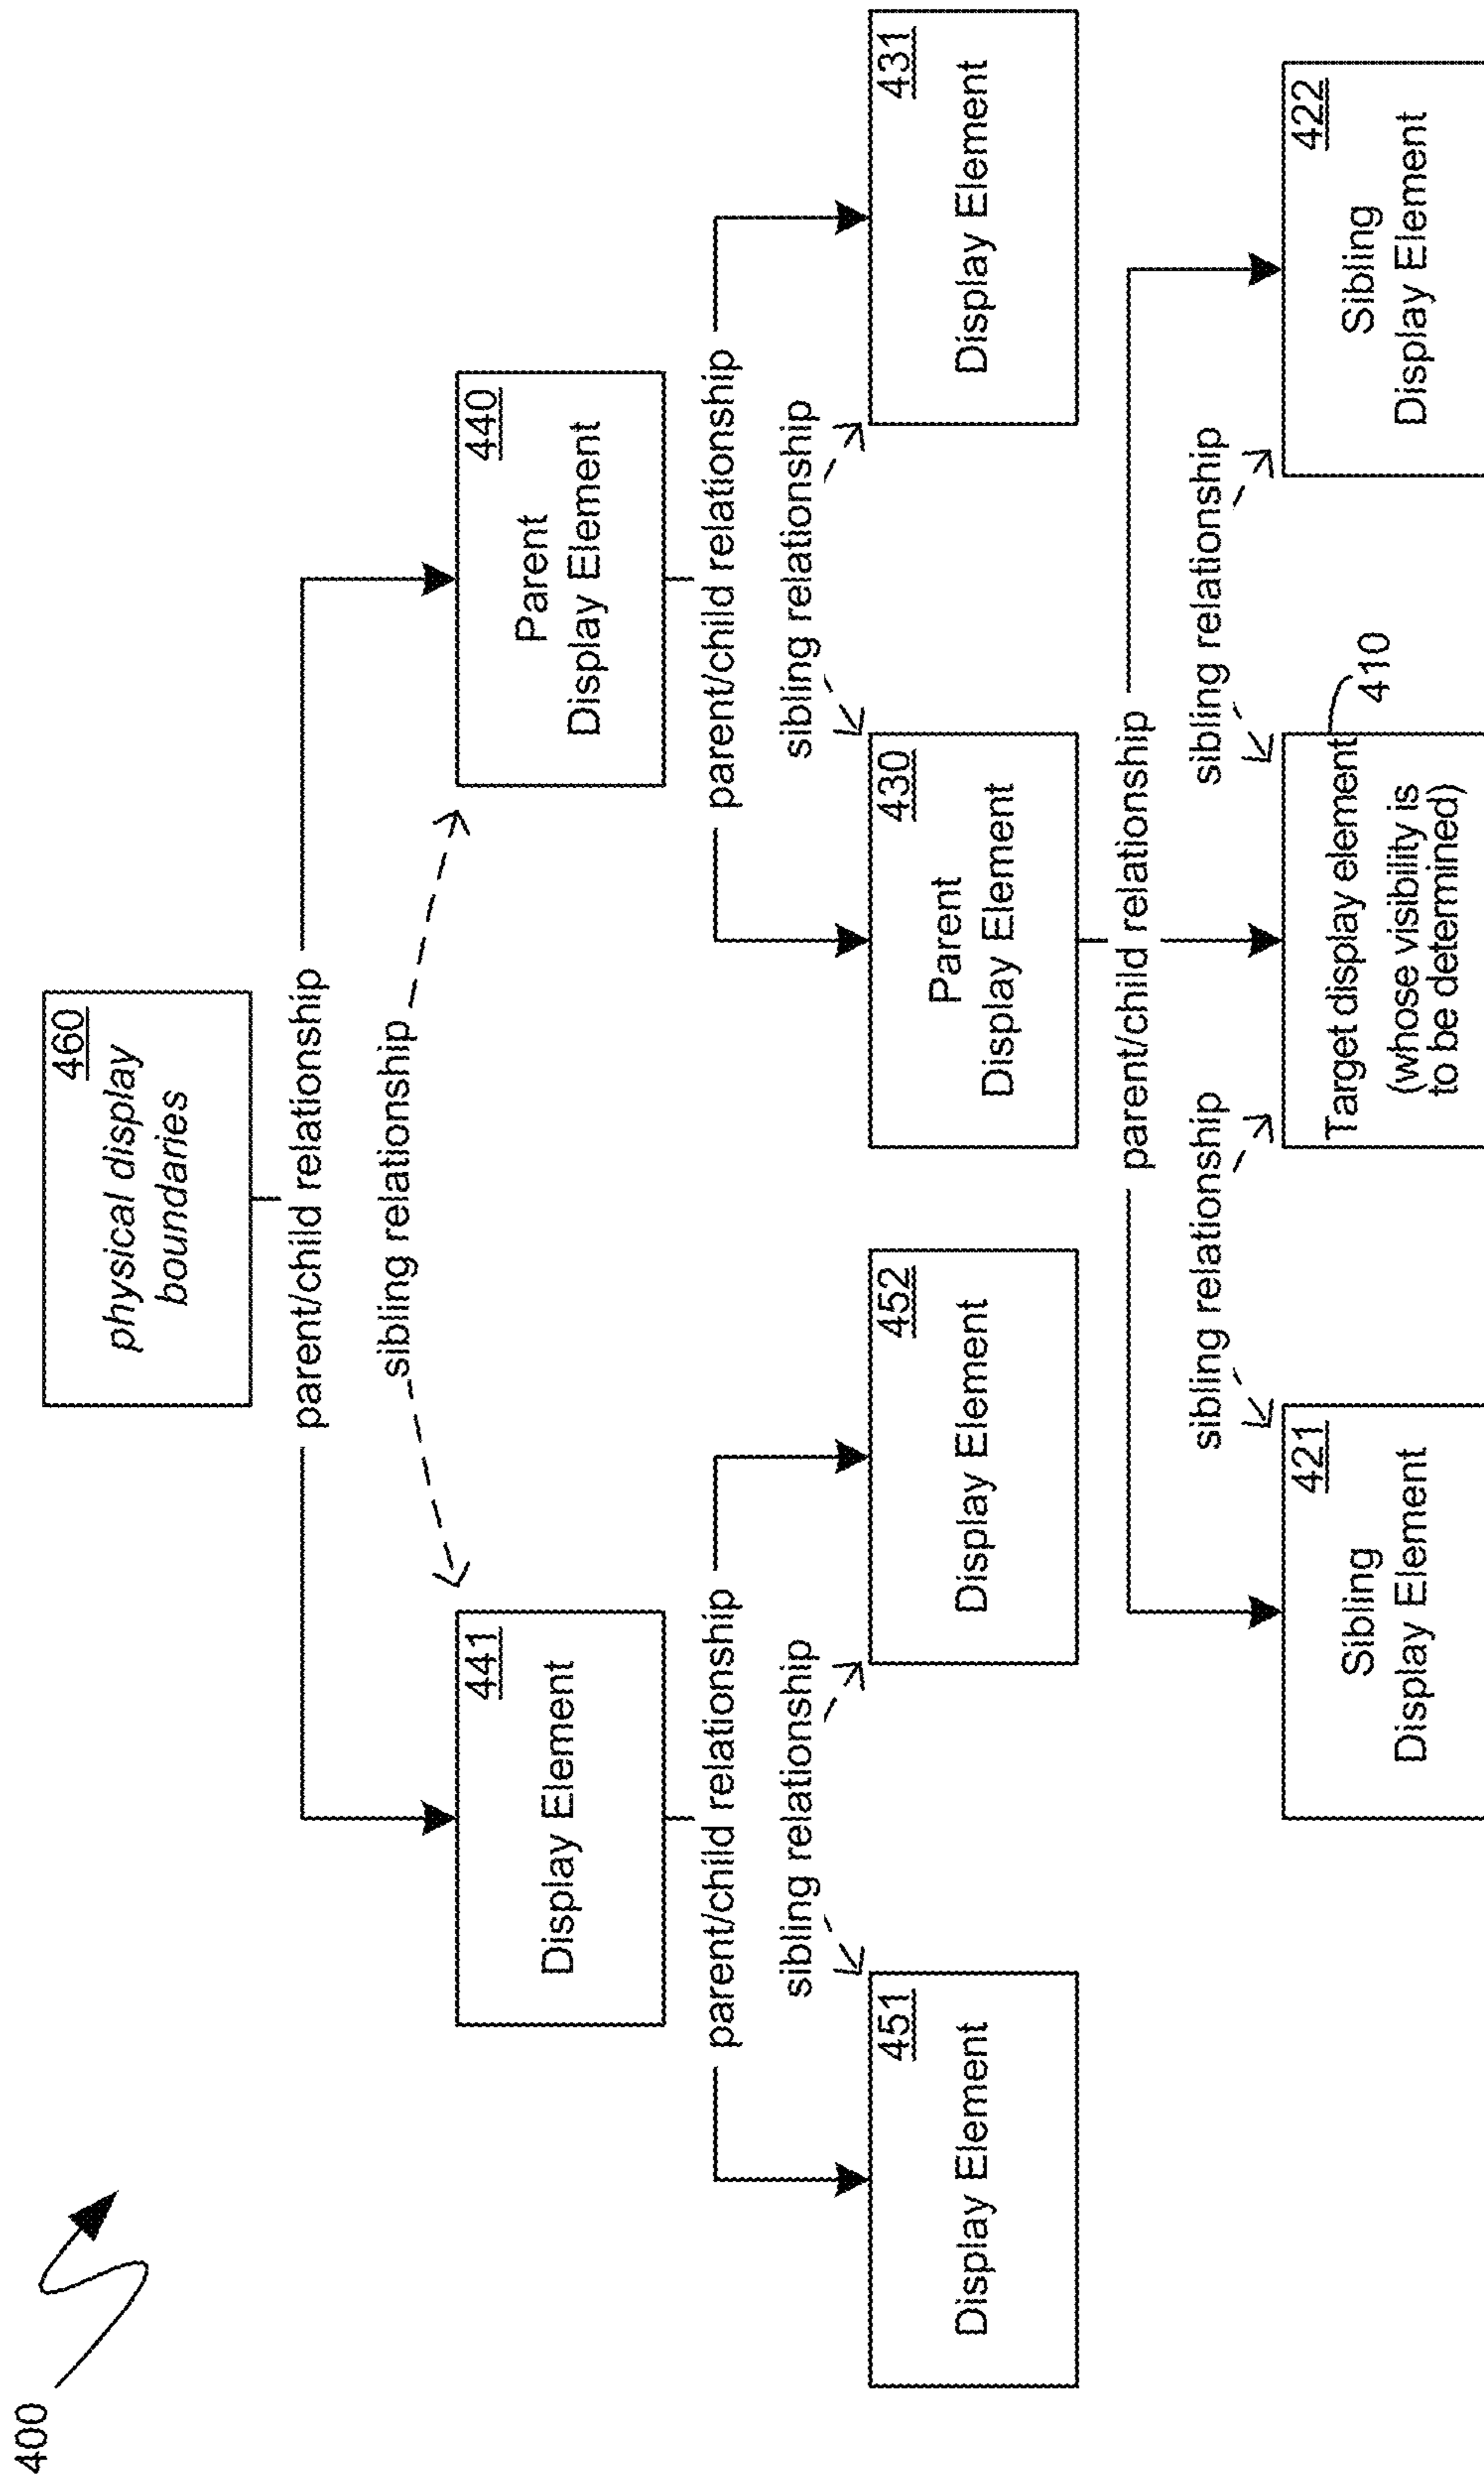 400
460
physical display
boundaries
parent/child relationship
sibling relationship
441
Display Element
440
Parent
Display Element
parent/child relationship
sibling relationship
parent/child relationship
sibling relationship
451
Display Element
452
Display Element
430
Parent
Display Element
431
Display Element
parent/child relationship
sibling relationship
sibling relationship
421
Sibling
Display Element
Target display element
(whose visibility is
to be determined)
410
422
Sibling
Display Element